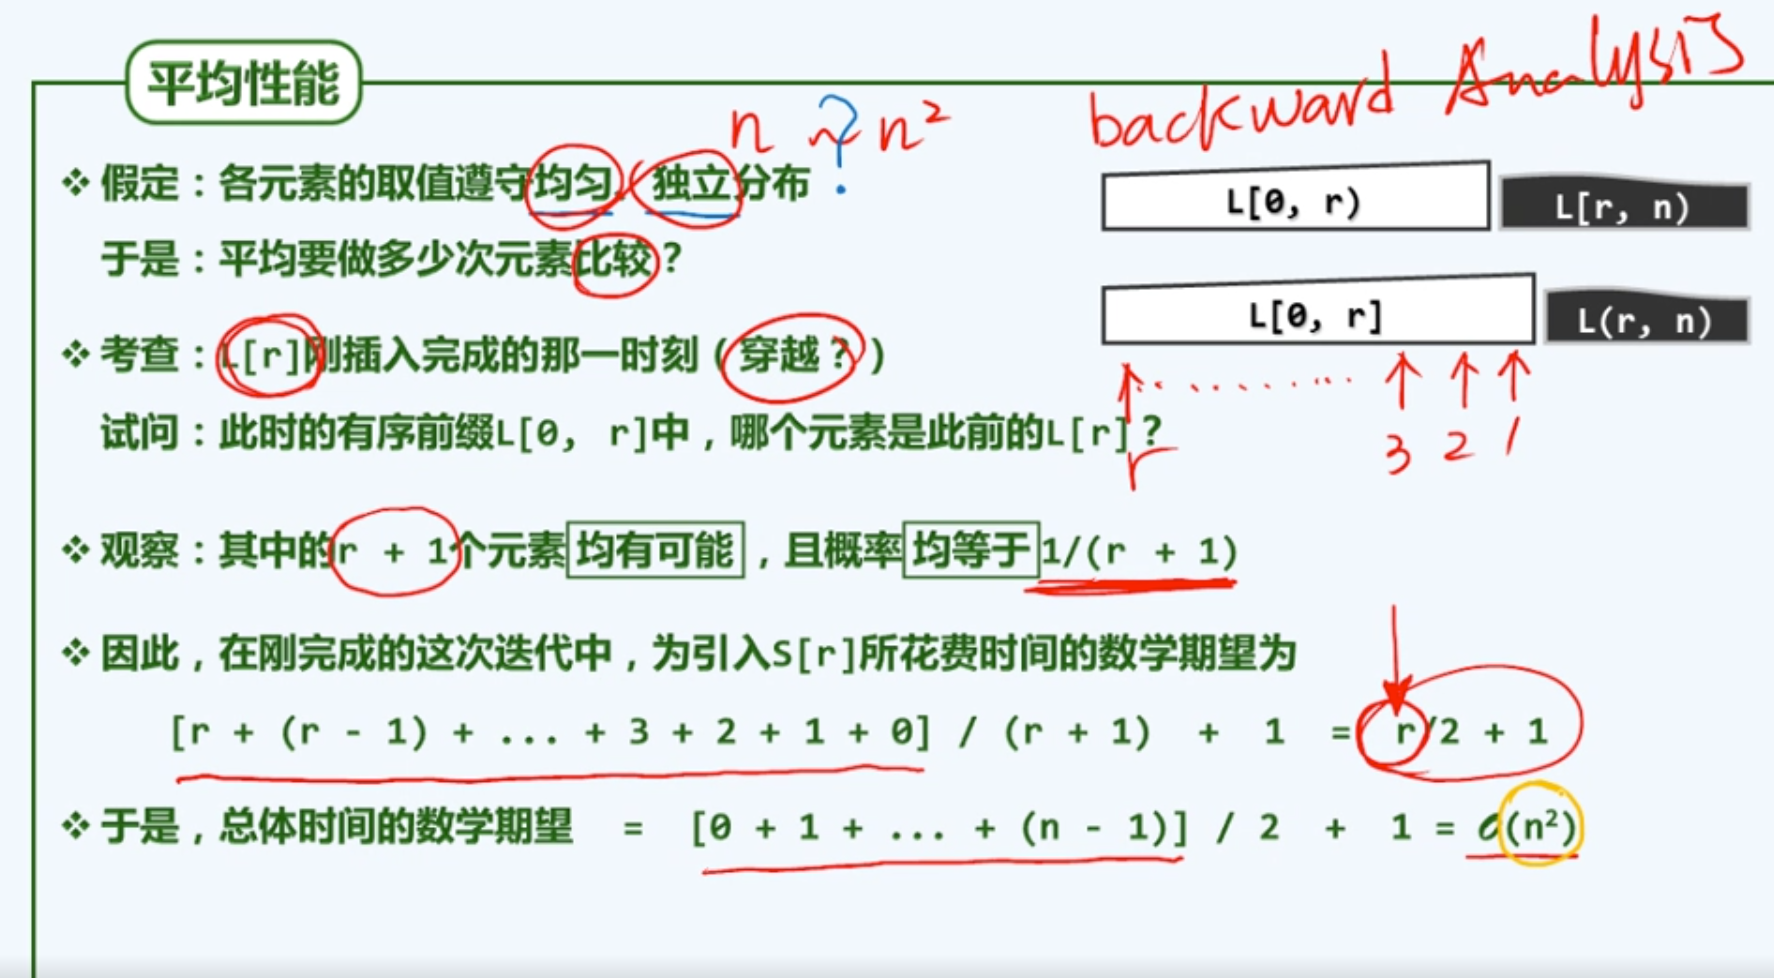 平均性能
backward Analysis
n ~ n²
?
❖ 假定：各元素的取值遵守均匀、独立分布
于是：平均要做多少次元素比较？
L[0, r) L[r, n)
L[0, r] L(r, n)
❖ 考查：L[r]刚插入完成的那一时刻（穿越？）
试问：此时的有序前缀L[0, r]中，哪个元素是此前的L[r]？
r 3 2 1
❖ 观察：其中的r + 1个元素均有可能，且概率均等于1/(r + 1)
❖ 因此，在刚完成的这次迭代中，为引入S[r]所花费时间的数学期望为
[r + (r - 1) + ... + 3 + 2 + 1 + 0] / (r + 1) + 1 = r/2 + 1
❖ 于是，总体时间的数学期望 = [0 + 1 + ... + (n - 1)] / 2 + 1 = O(n²)